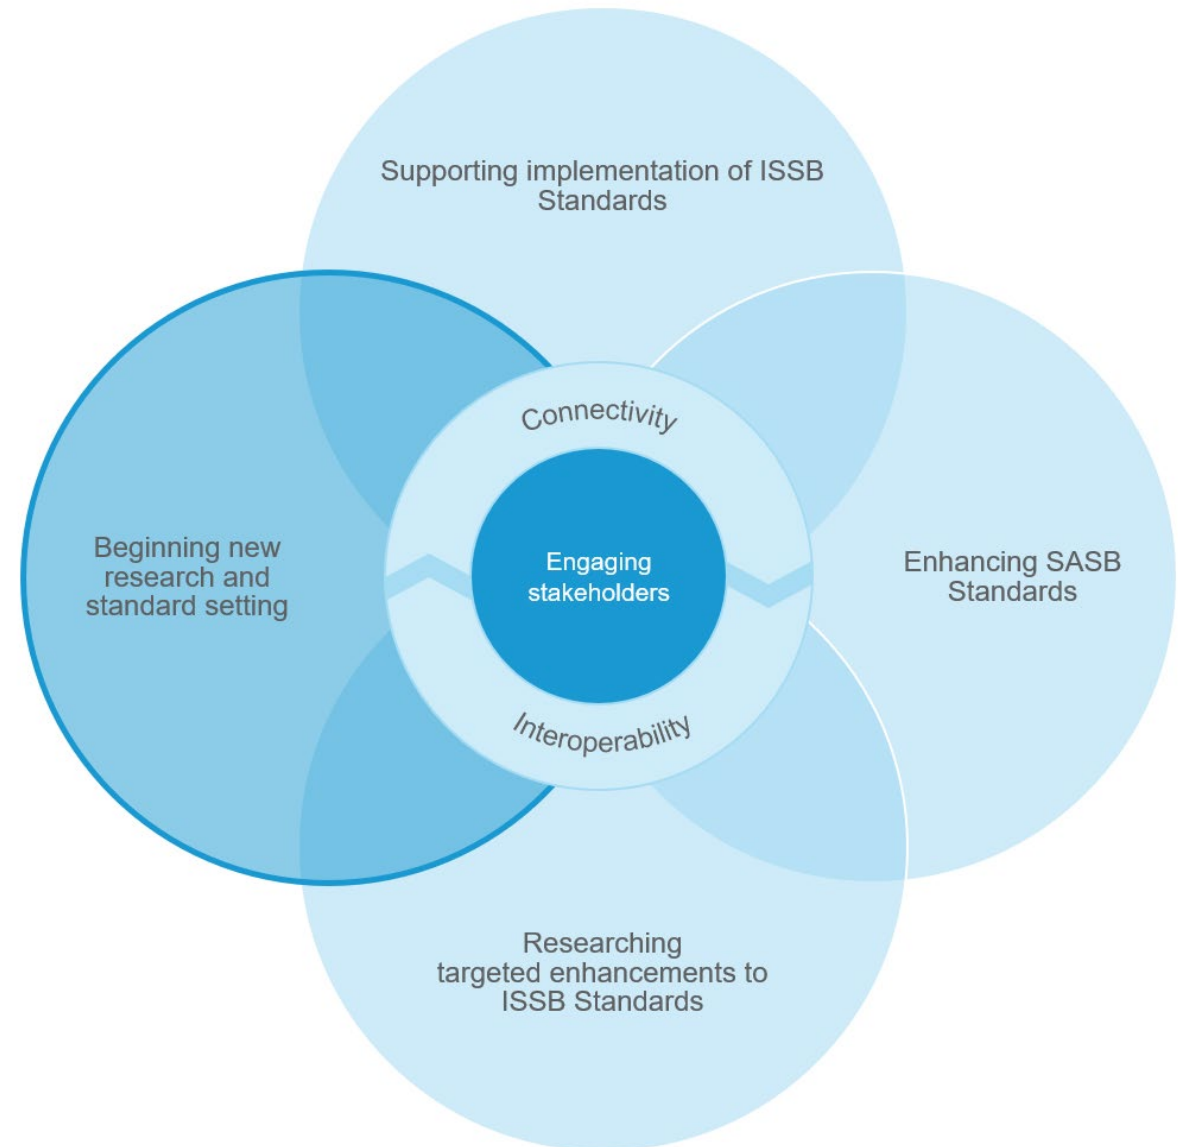 Supporting implementation of ISSB
Standards
Connectivity
Beginning new
research and
standard setting
Engaging
stakeholders
Enhancing SASB
Standards
Interoperability
Researching
targeted enhancements to
ISSB Standards